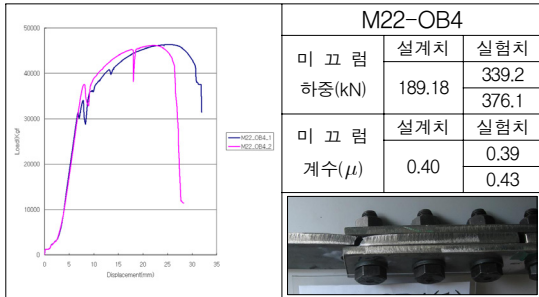 50000
40000
30000
20000
10000
0
0 5 10 15 20 25 30 35
Load(Kgf
Displacement(mm)
M22_OB4_1
M22_OB4_2
M22-OB4
미 끄 럼
하중(kN)
설계치 실험치
189.18
339.2
376.1
미 끄 럼
계수(μ)
설계치 실험치
0.40
0.39
0.43